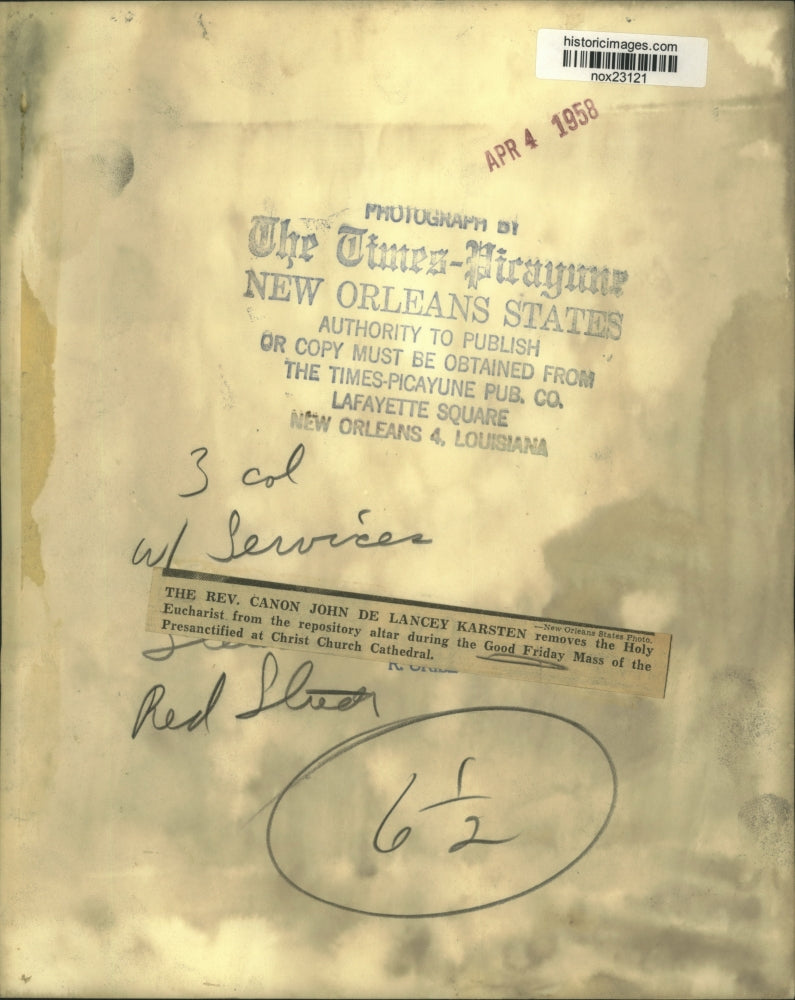 historicimages.com
nox23121
APR 4 1958
PHOTOGRAPH BY
The Times-Picayune
NEW ORLEANS STATES
AUTHORITY TO PUBLISH
OR COPY MUST BE OBTAINED FROM
THE TIMES-PICAYUNE PUB. CO.
LAFAYETTE SQUARE
NEW ORLEANS 4, LOUISIANA
3 col
w/ Services
—New Orleans States Photo.
THE REV. CANON JOHN DE LANCEY KARSTEN removes the Holy
Eucharist from the repository altar during the Good Friday Mass of the
Presanctified at Christ Church Cathedral.
Red
6 1/2